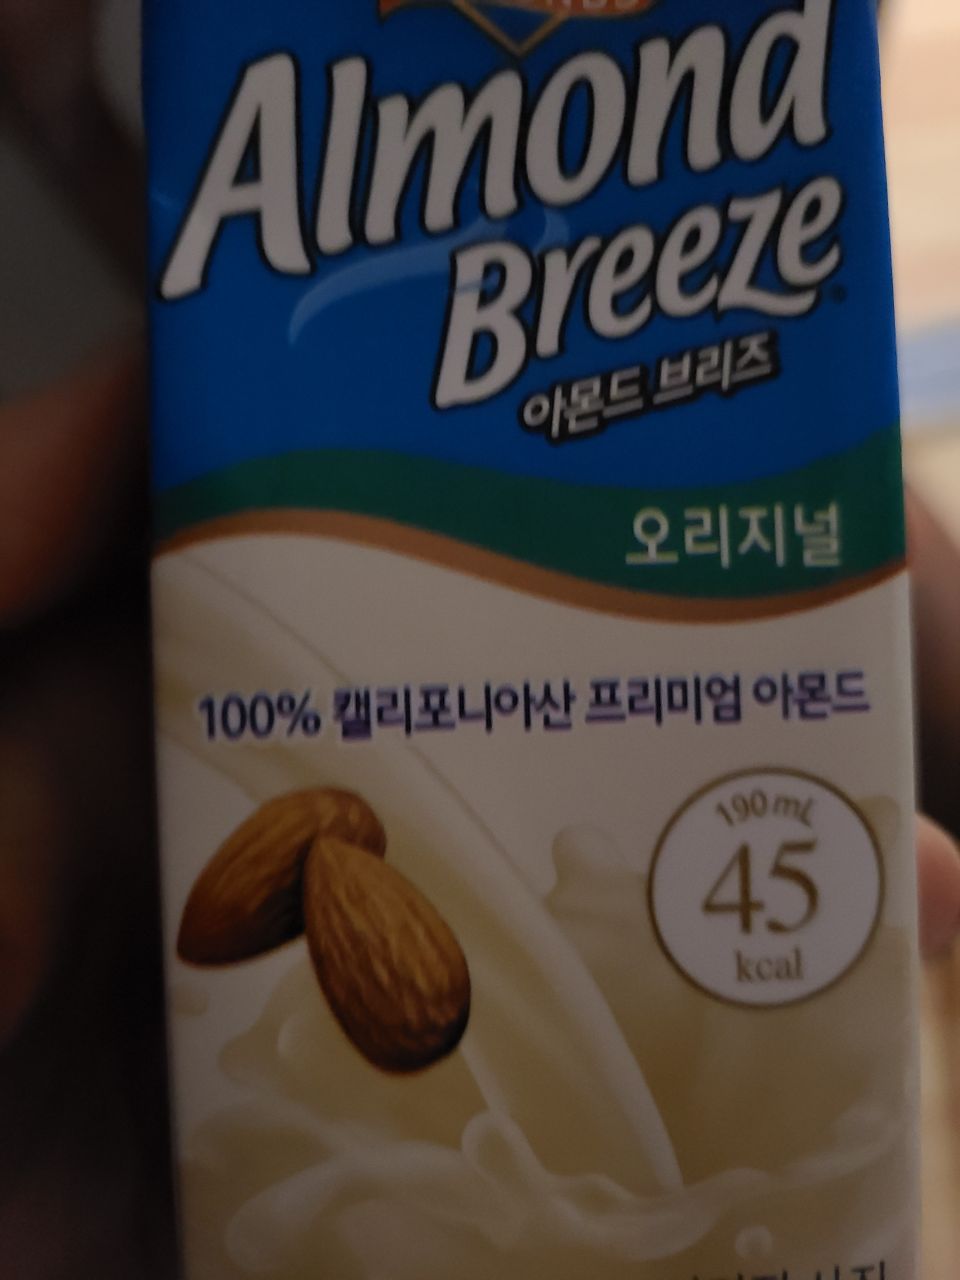 Almond
Breeze
아몬드 브리즈
오리지널
100% 캘리포니아산 프리미엄 아몬드
190 mL
45
kcal